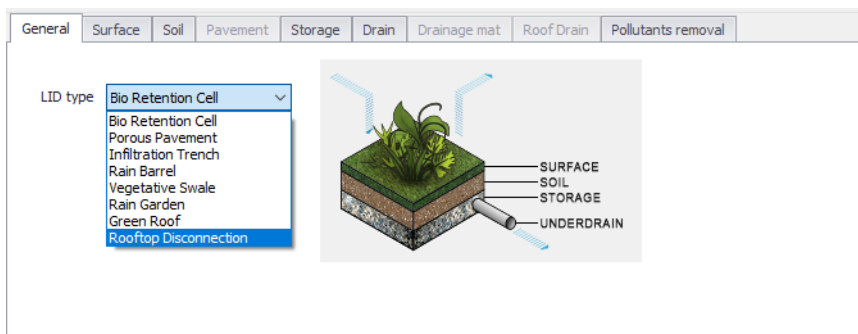 General Surface Soil Pavement Storage Drain Drainage mat Roof Drain Pollutants removal
LID type Bio Retention Cell
Bio Retention Cell
Porous Pavement
Infiltration Trench
Rain Barrel
Vegetative Swale
Rain Garden
Green Roof
Rooftop Disconnection
SURFACE
SOIL
STORAGE
UNDERDRAIN